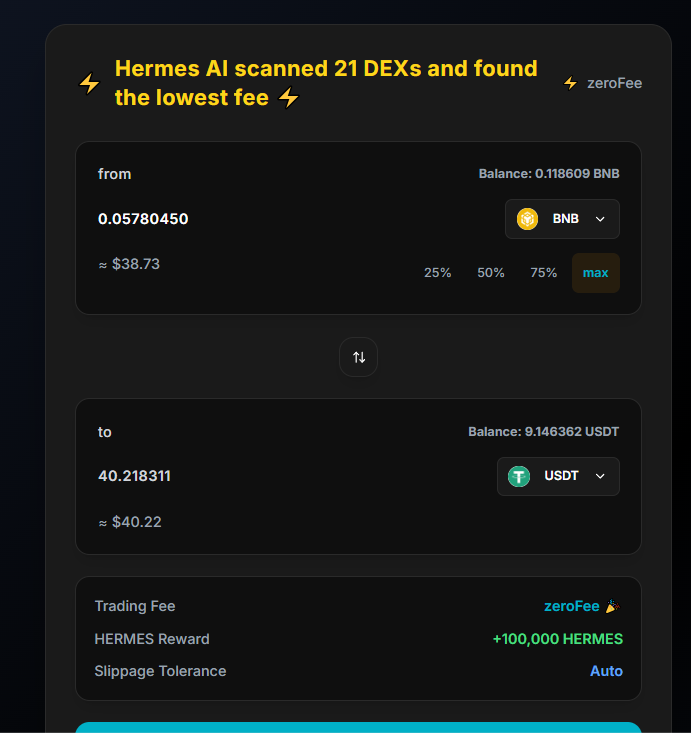 ⚡ Hermes AI scanned 21 DEXs and found
the lowest fee ⚡
⚡ zeroFee
from
Balance: 0.118609 BNB
0.05780450
BNB
≈ $38.73
25% 50% 75% max
to
Balance: 9.146362 USDT
40.218311
USDT
≈ $40.22
Trading Fee zeroFee 🎉
HERMES Reward +100,000 HERMES
Slippage Tolerance Auto